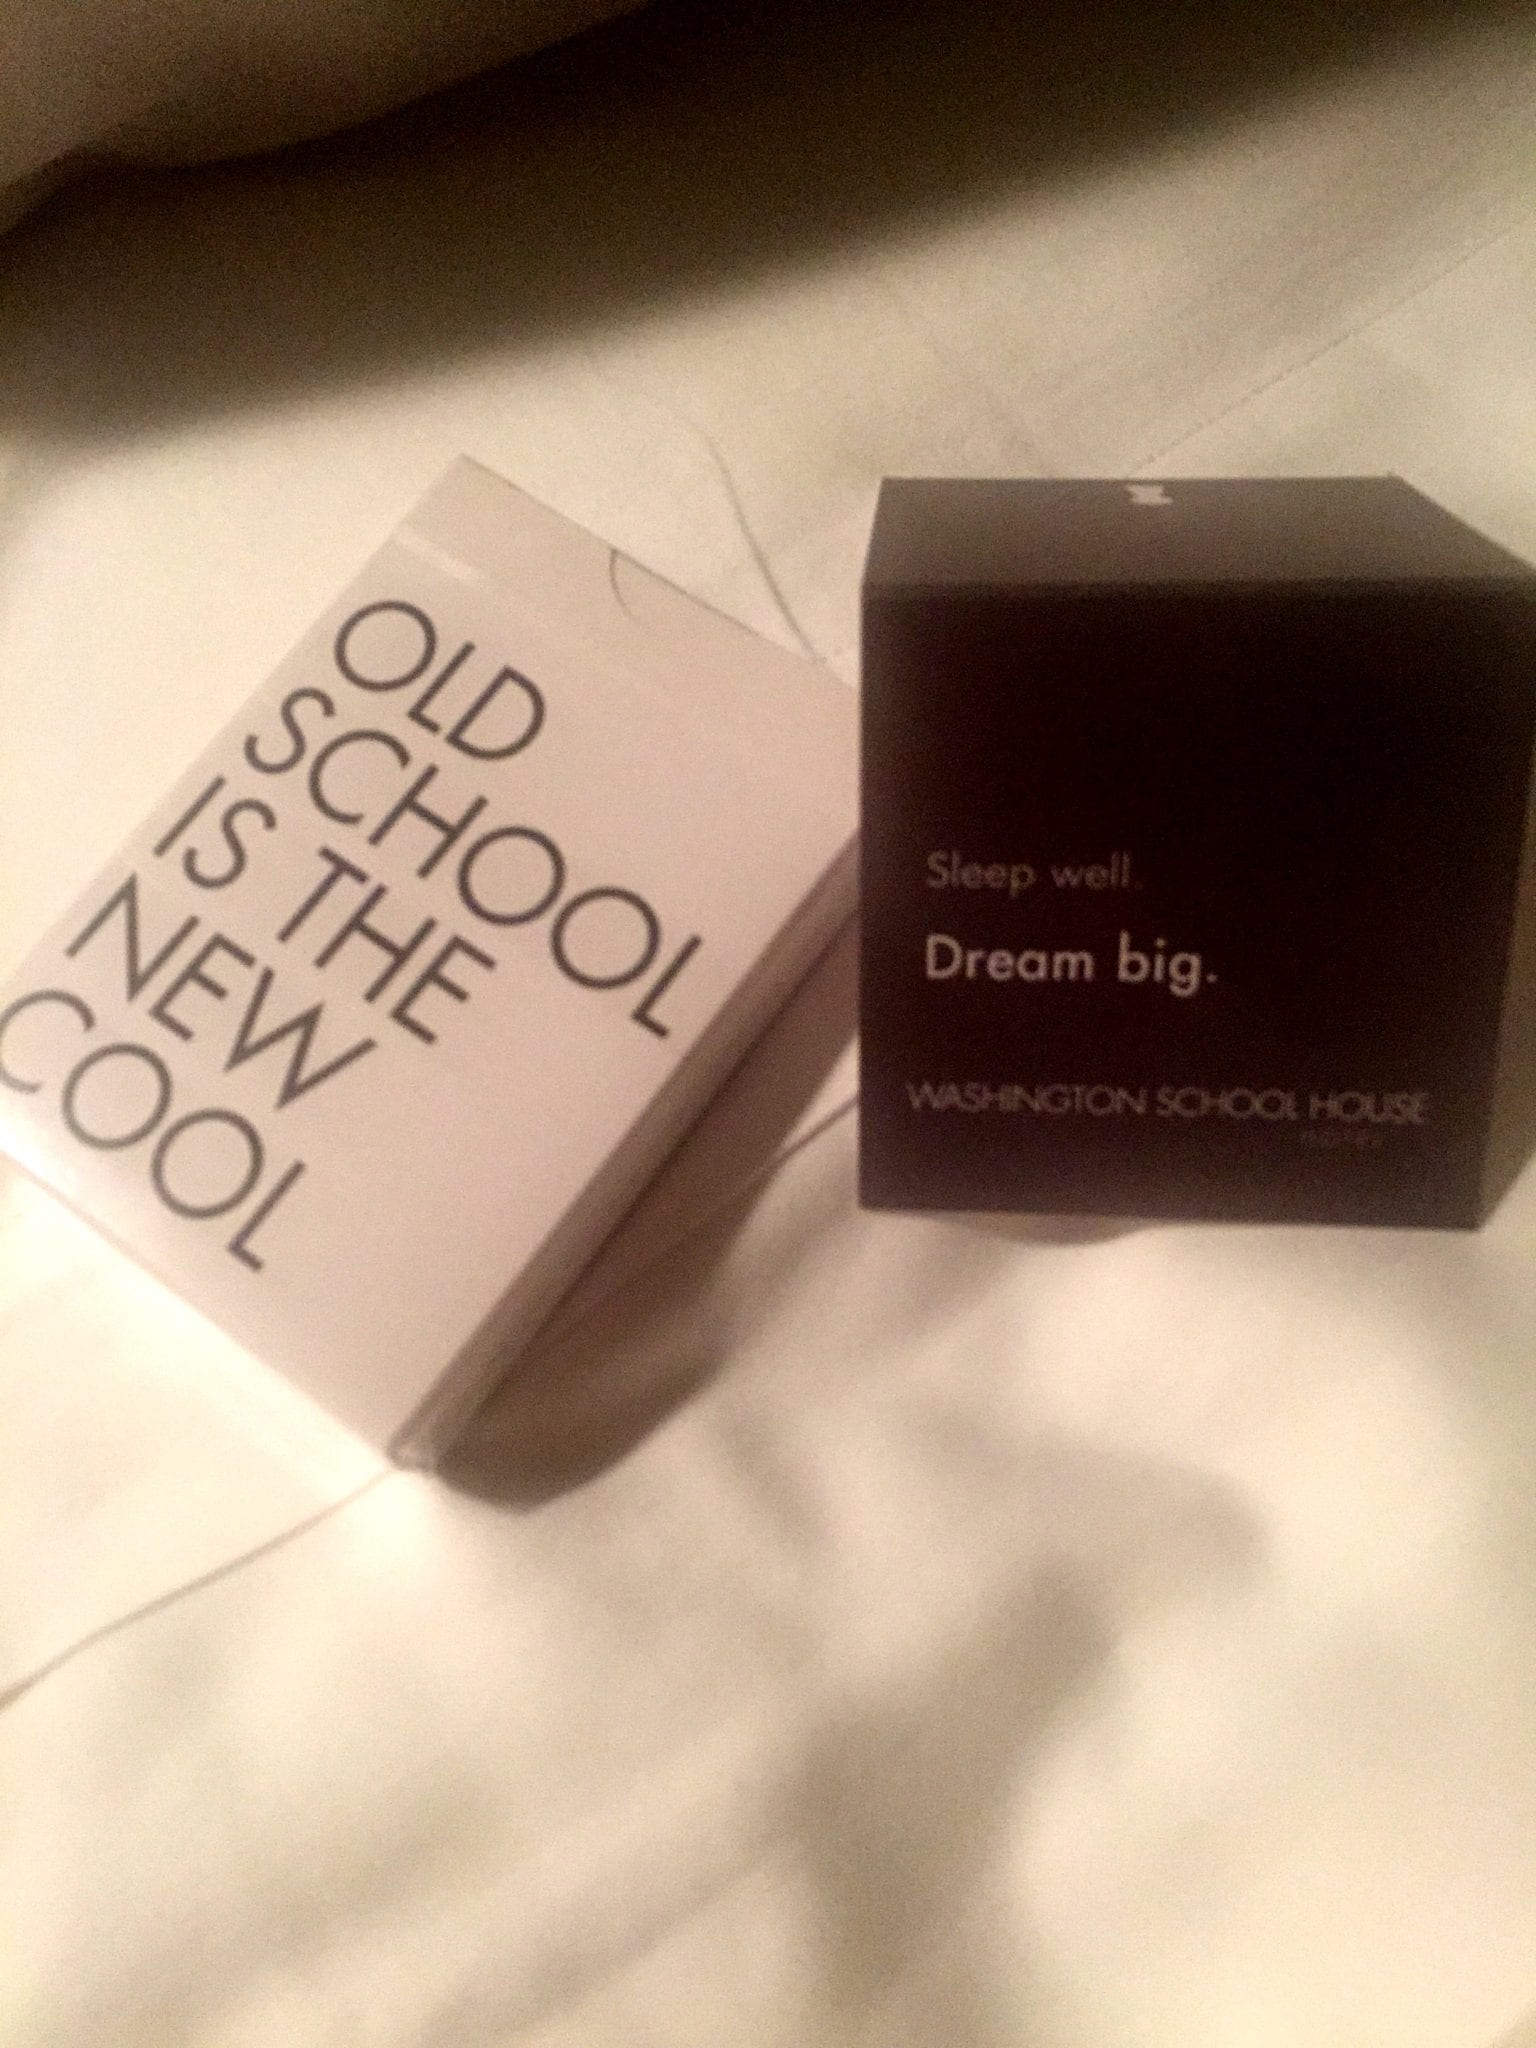 OLD
SCHOOL
IS THE
NEW
COOL
Sleep well.
Dream big.
WASHINGTON SCHOOL HOUSE